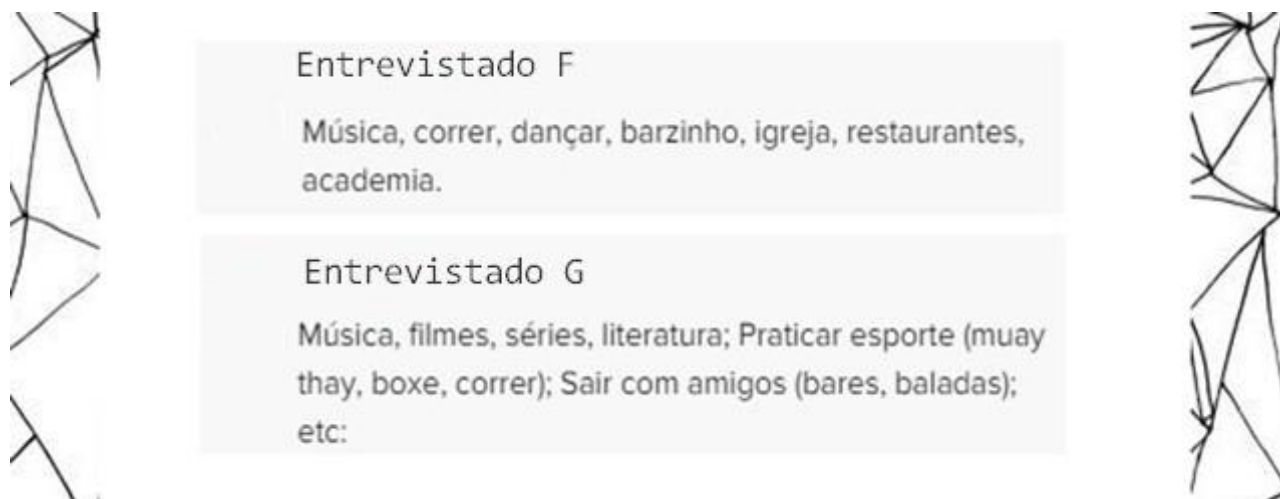 Entrevistado F
Música, correr, dançar, barzinho, igreja, restaurantes,
academia.
Entrevistado G
Música, filmes, séries, literatura; Praticar esporte (muay
thay, boxe, correr); Sair com amigos (bares, baladas);
etc: